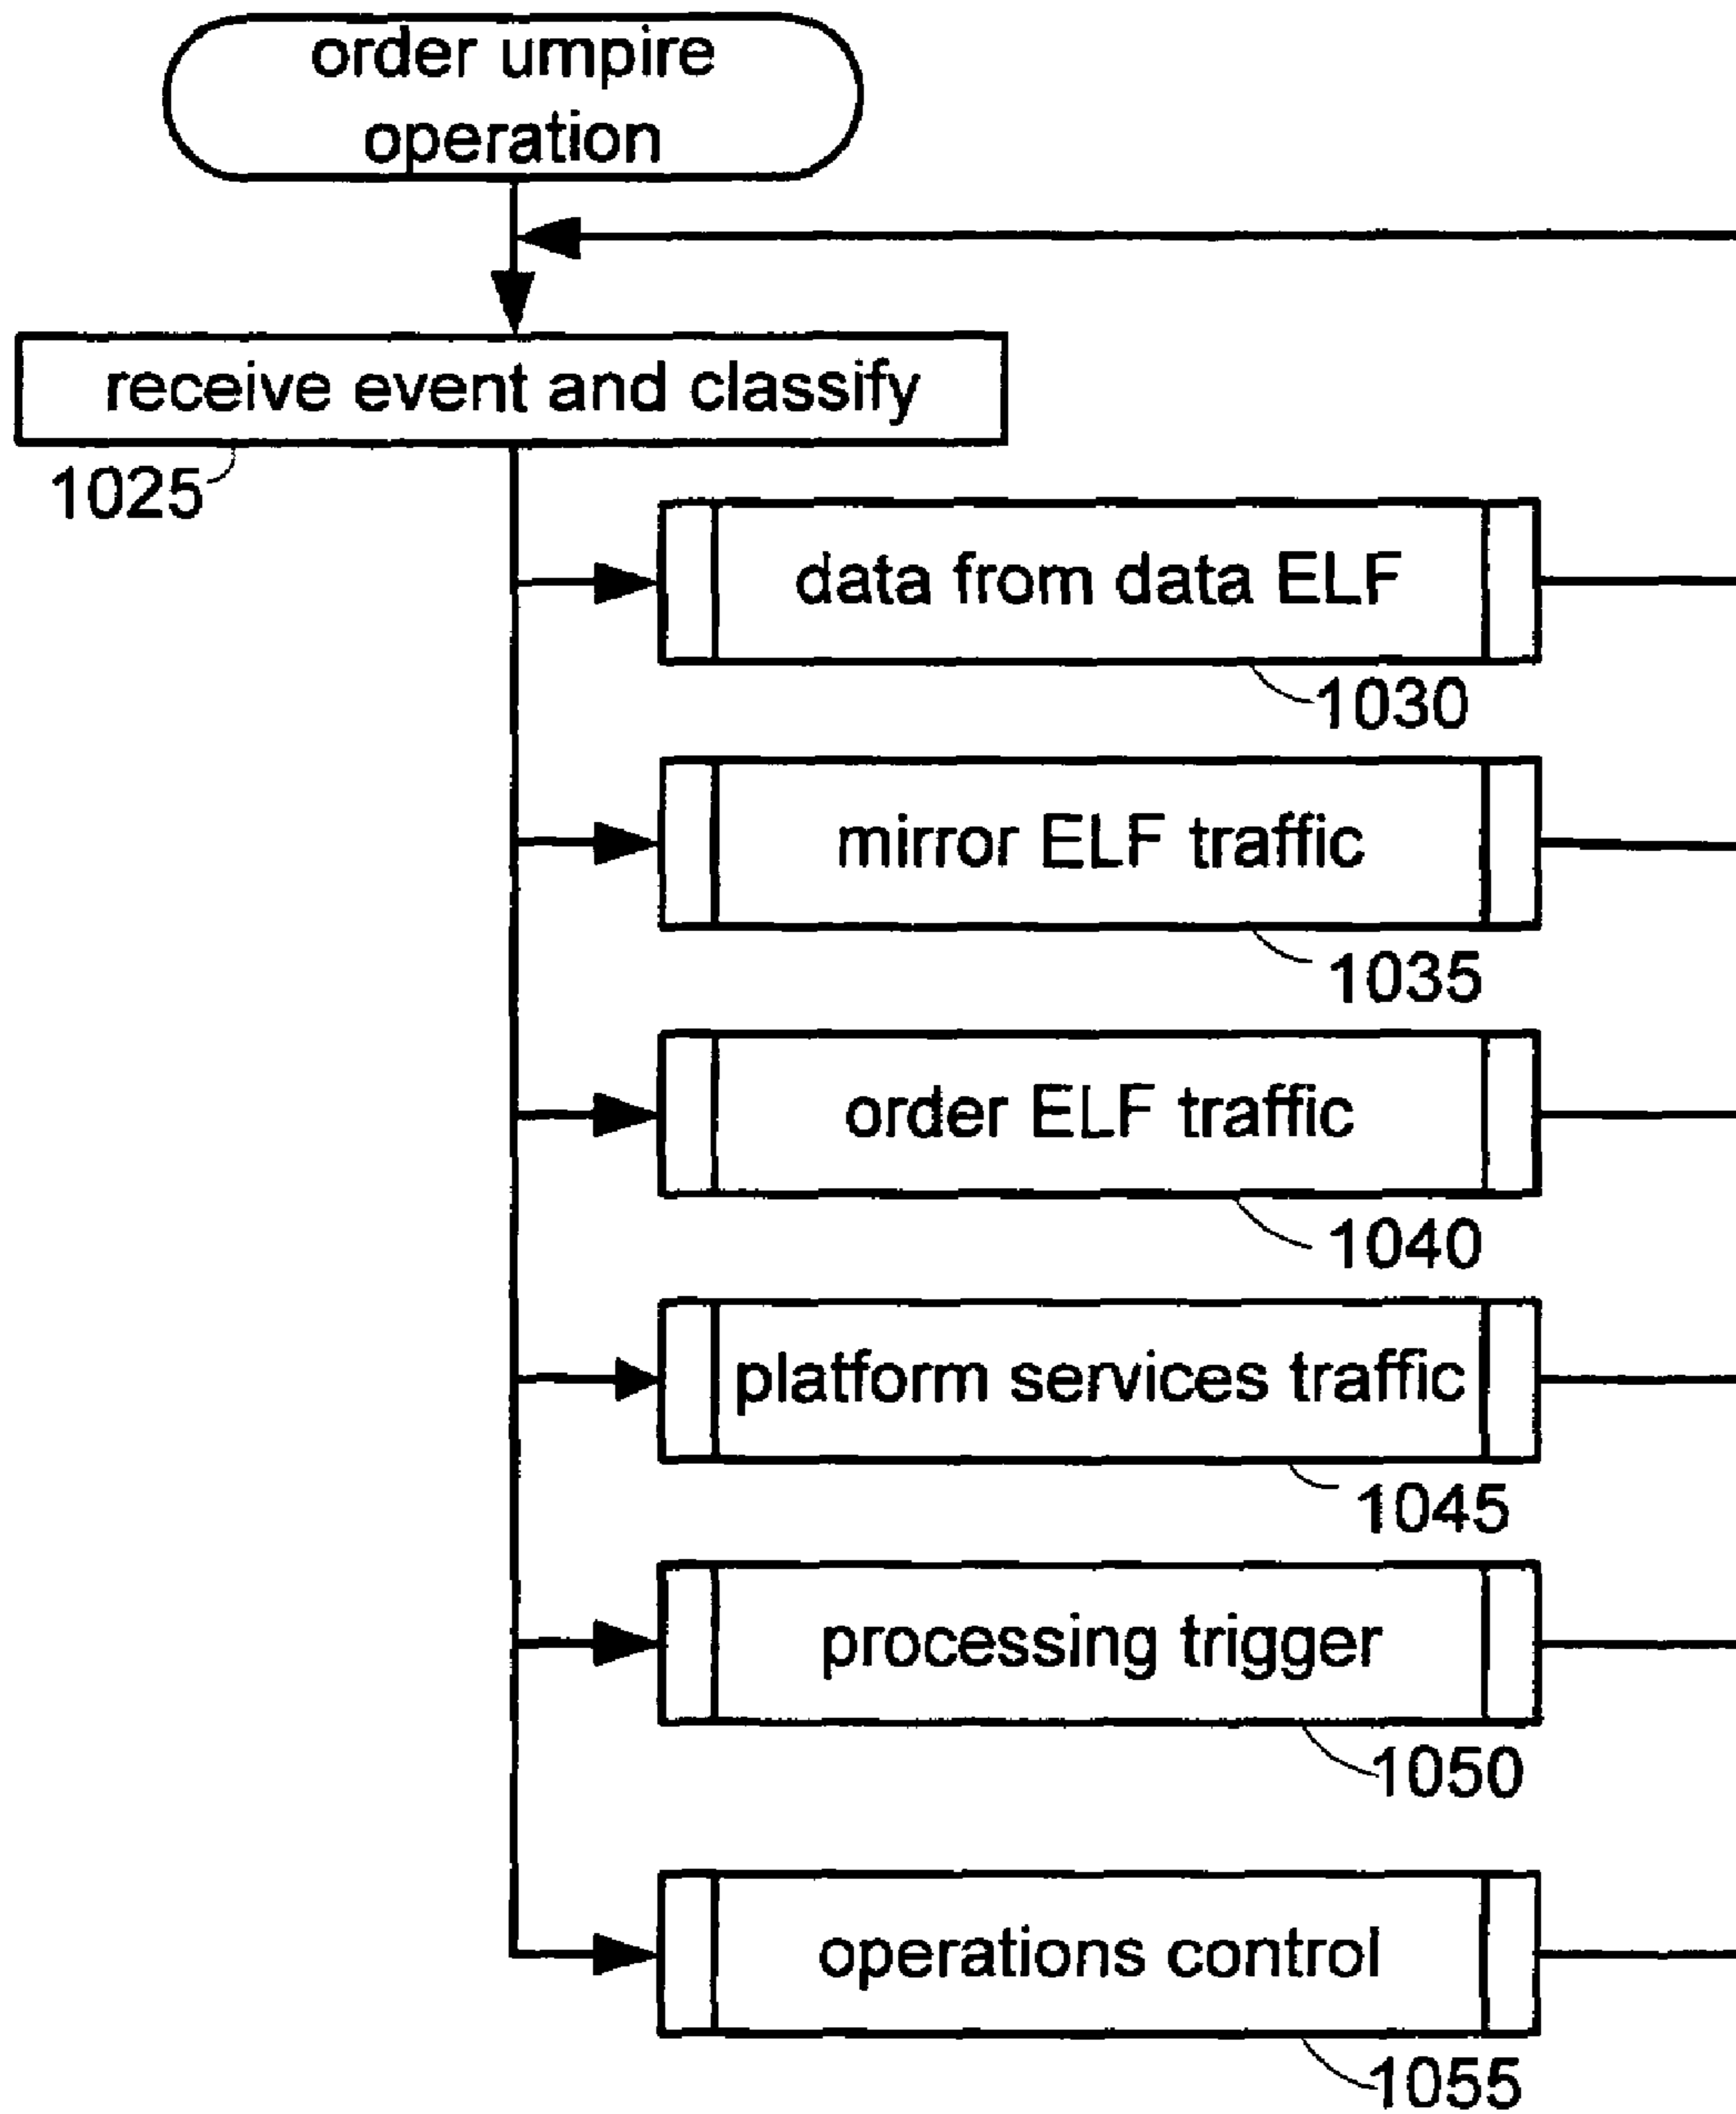 order umpire
operation
receive event and classify
1025
data from data ELF
1030
mirror ELF traffic
1035
order ELF traffic
1040
platform services traffic
1045
processing trigger
1050
operations control
1055